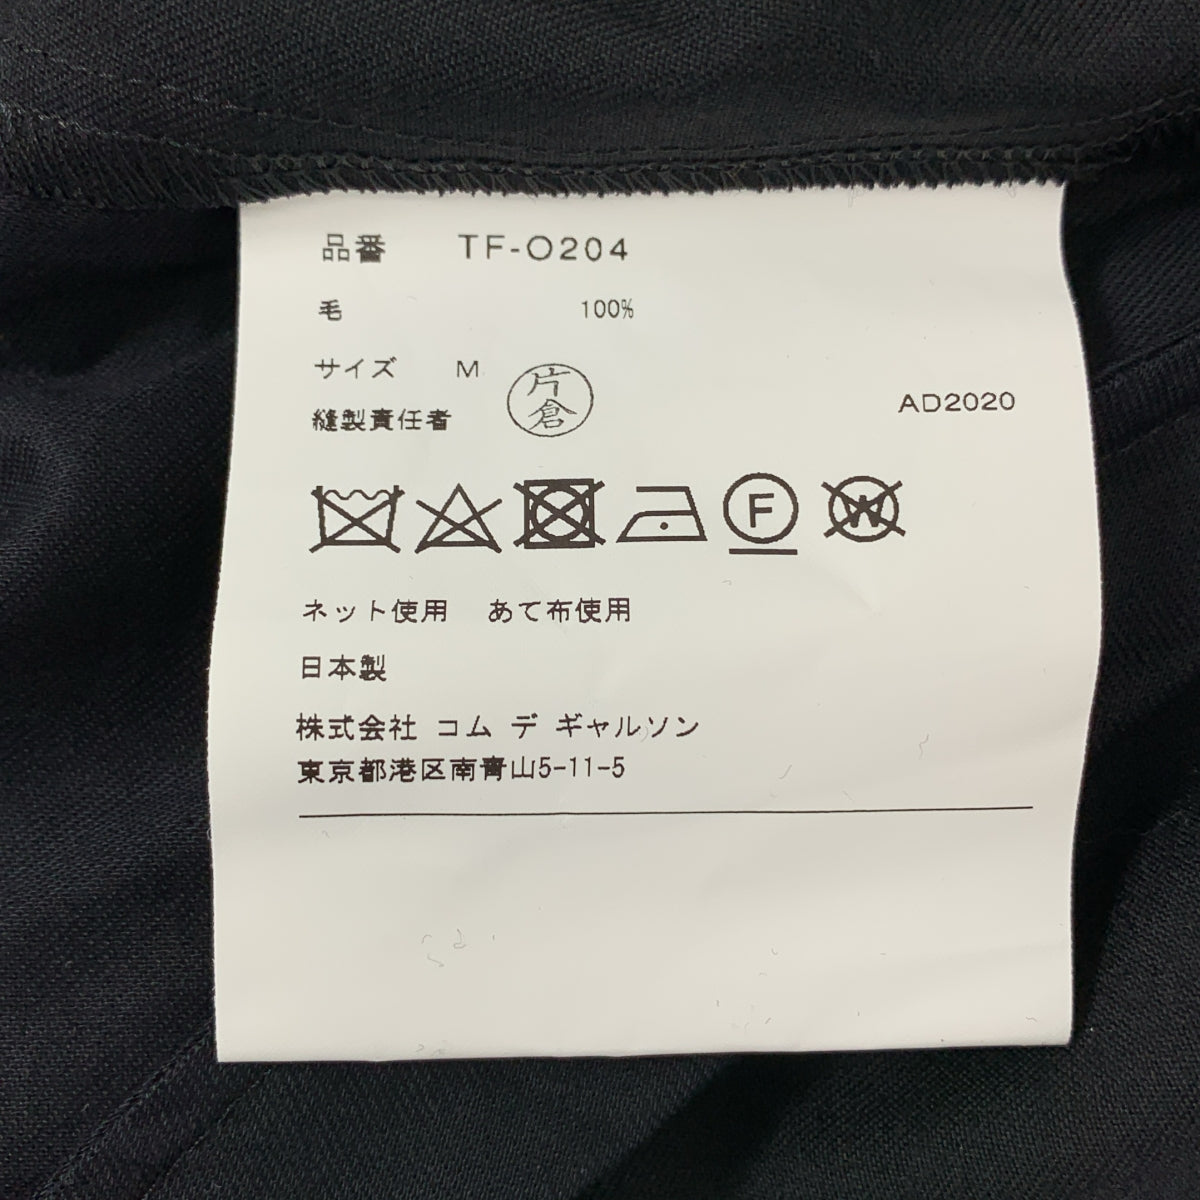 品番 TF-O204
毛 100%
サイズ M
片倉
縫製責任者
AD2020
F W
ネット使用 あて布使用
日本製
株式会社 コム デ ギャルソン
東京都港区南青山5-11-5